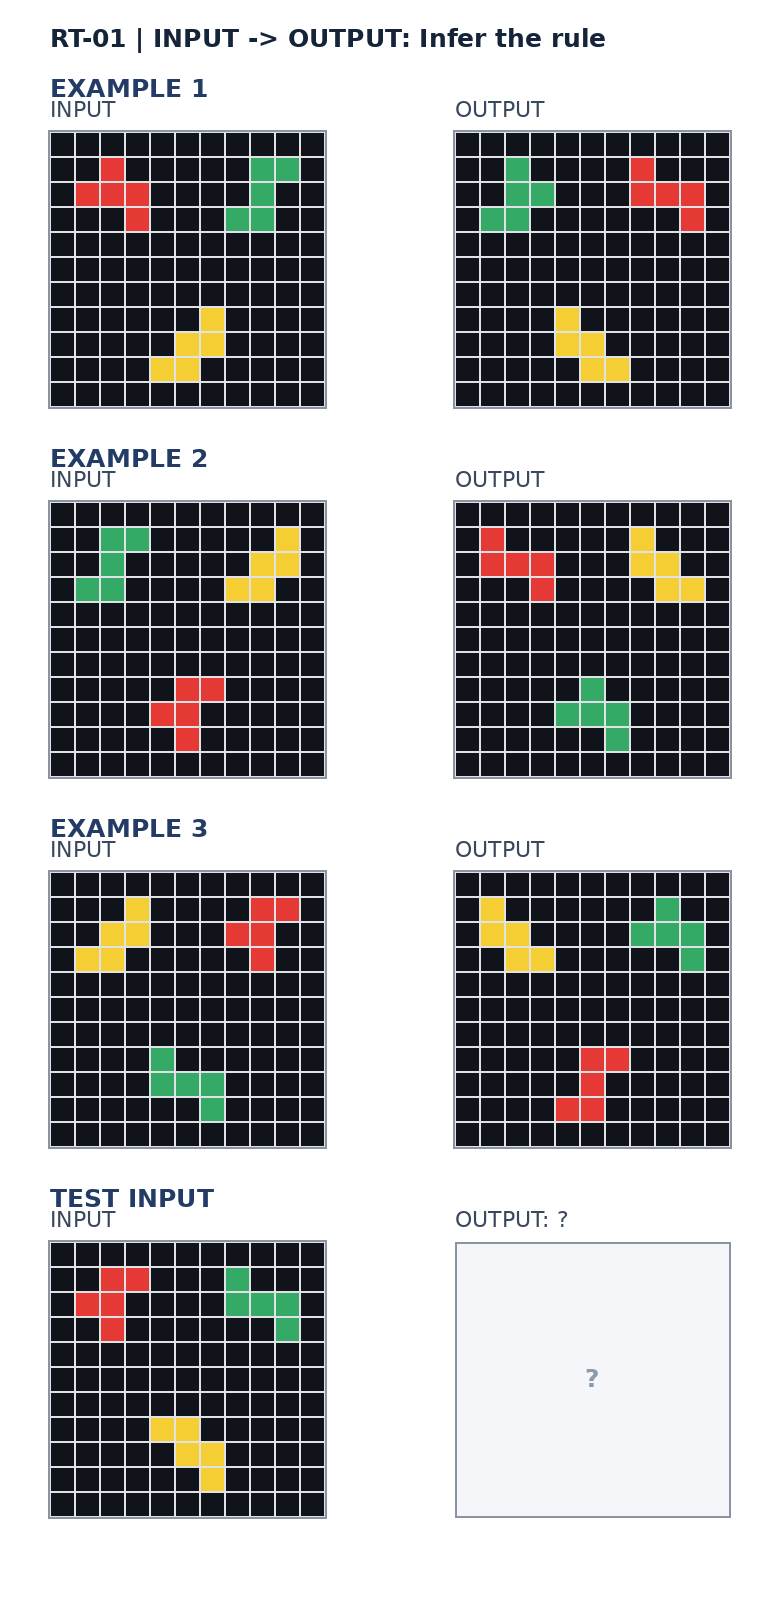 RT-01 | INPUT -> OUTPUT: Infer the rule
EXAMPLE 1
INPUT
OUTPUT
EXAMPLE 2
INPUT
OUTPUT
EXAMPLE 3
INPUT
OUTPUT
TEST INPUT
INPUT
OUTPUT: ?
?